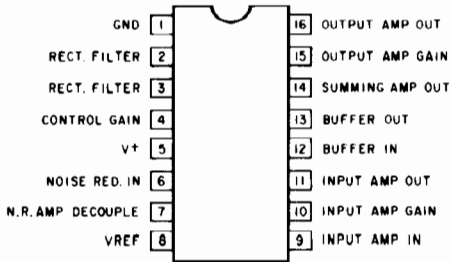 GND 1 16 OUTPUT AMP OUT
RECT. FILTER 2 15 OUTPUT AMP GAIN
RECT. FILTER 3 14 SUMMING AMP OUT
CONTROL GAIN 4 13 BUFFER OUT
V+ 5 12 BUFFER IN
NOISE RED. IN 6 11 INPUT AMP OUT
N.R. AMP DECOUPLE 7 10 INPUT AMP GAIN
VREF 8 9 INPUT AMP IN